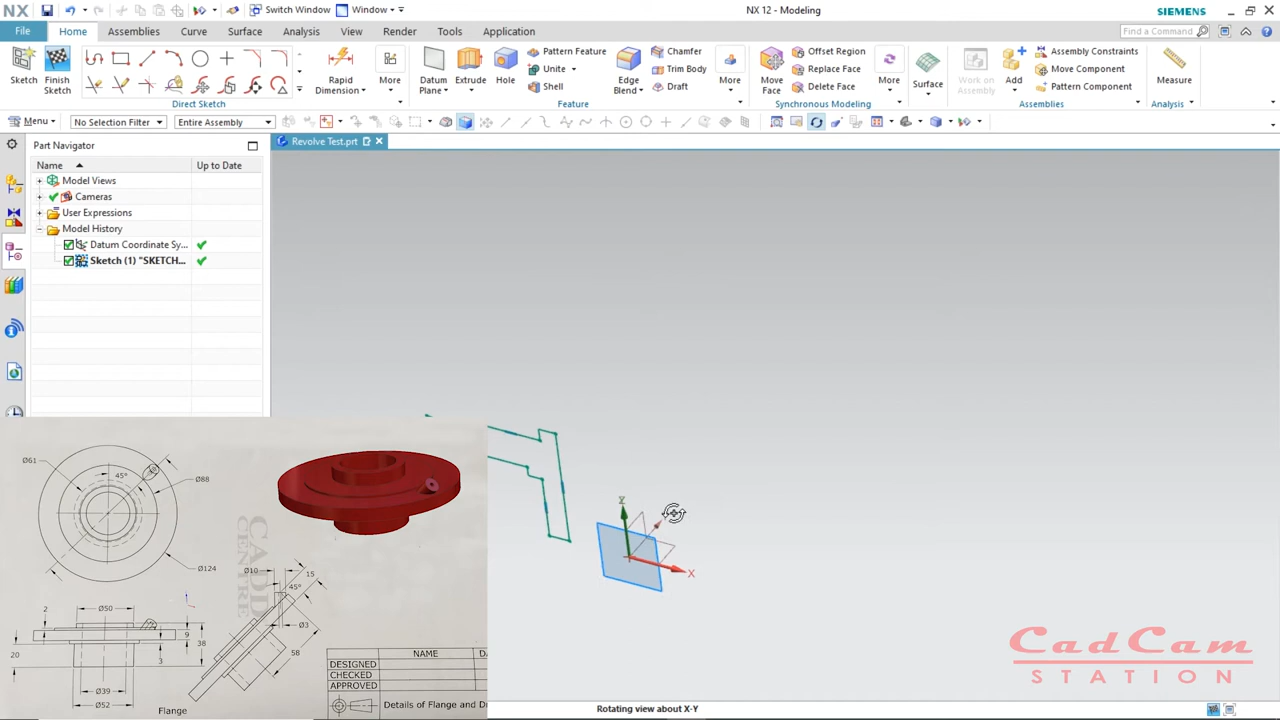 NX
Switch Window
Window
NX 12 - Modeling
SIEMENS
File
Home
Assemblies
Curve
Surface
Analysis
View
Render
Tools
Application
Find a Command
Sketch
Finish Sketch
Rapid Dimension
More
Datum Plane
Extrude
Hole
Pattern Feature
Unite
Shell
Edge Blend
Chamfer
Trim Body
Draft
More
Move Face
Offset Region
Replace Face
Delete Face
More
Surface
Work on Assembly
Add
Assembly Constraints
Move Component
Pattern Component
Measure
Direct Sketch
Feature
Synchronous Modeling
Assemblies
Analysis
Menu
No Selection Filter
Entire Assembly
Part Navigator
Revolve Test.prt
Name
Up to Date
Model Views
Cameras
User Expressions
Model History
Datum Coordinate Sy...
Sketch (1) "SKETCH...
Z
X
Ø61
45°
Ø88
Ø124
CADD CENTRE
Ø10
15
45°
Ø3
58
2
Ø50
20
9
38
3
Ø39
Ø52
Flange
NAME
DESIGNED
CHECKED
APPROVED
Details of Flange and
CadCam
STATION
Rotating view about X-Y